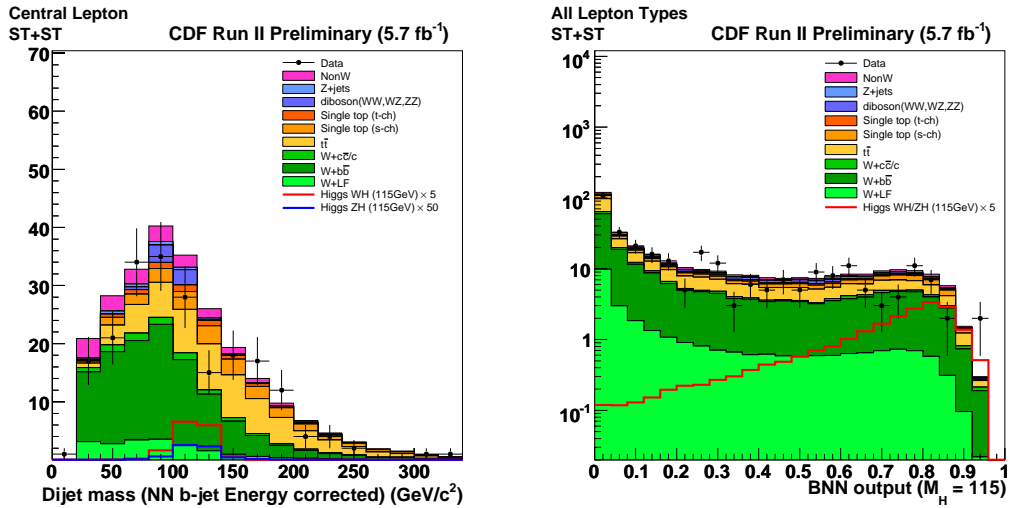 Central Lepton
ST+ST
CDF Run II Preliminary (5.7 fb⁻¹)
70
60
50
40
30
20
10
Data
NonW
Z+jets
diboson(WW,WZ,ZZ)
Single top (t-ch)
Single top (s-ch)
tt̅
W+cc̅/c
W+bb̅
W+LF
Higgs WH (115GeV) × 5
Higgs ZH (115GeV) × 50
0 50 100 150 200 250 300
Dijet mass (NN b-jet Energy corrected) (GeV/c²)
All Lepton Types
ST+ST
CDF Run II Preliminary (5.7 fb⁻¹)
10⁴
10³
10²
10
1
10⁻¹
Data
NonW
Z+jets
diboson(WW,WZ,ZZ)
Single top (t-ch)
Single top (s-ch)
tt̅
W+cc̅/c
W+bb̅
W+LF
Higgs WH/ZH (115GeV) × 5
0 0.1 0.2 0.3 0.4 0.5 0.6 0.7 0.8 0.9 1
BNN output (M_H = 115)